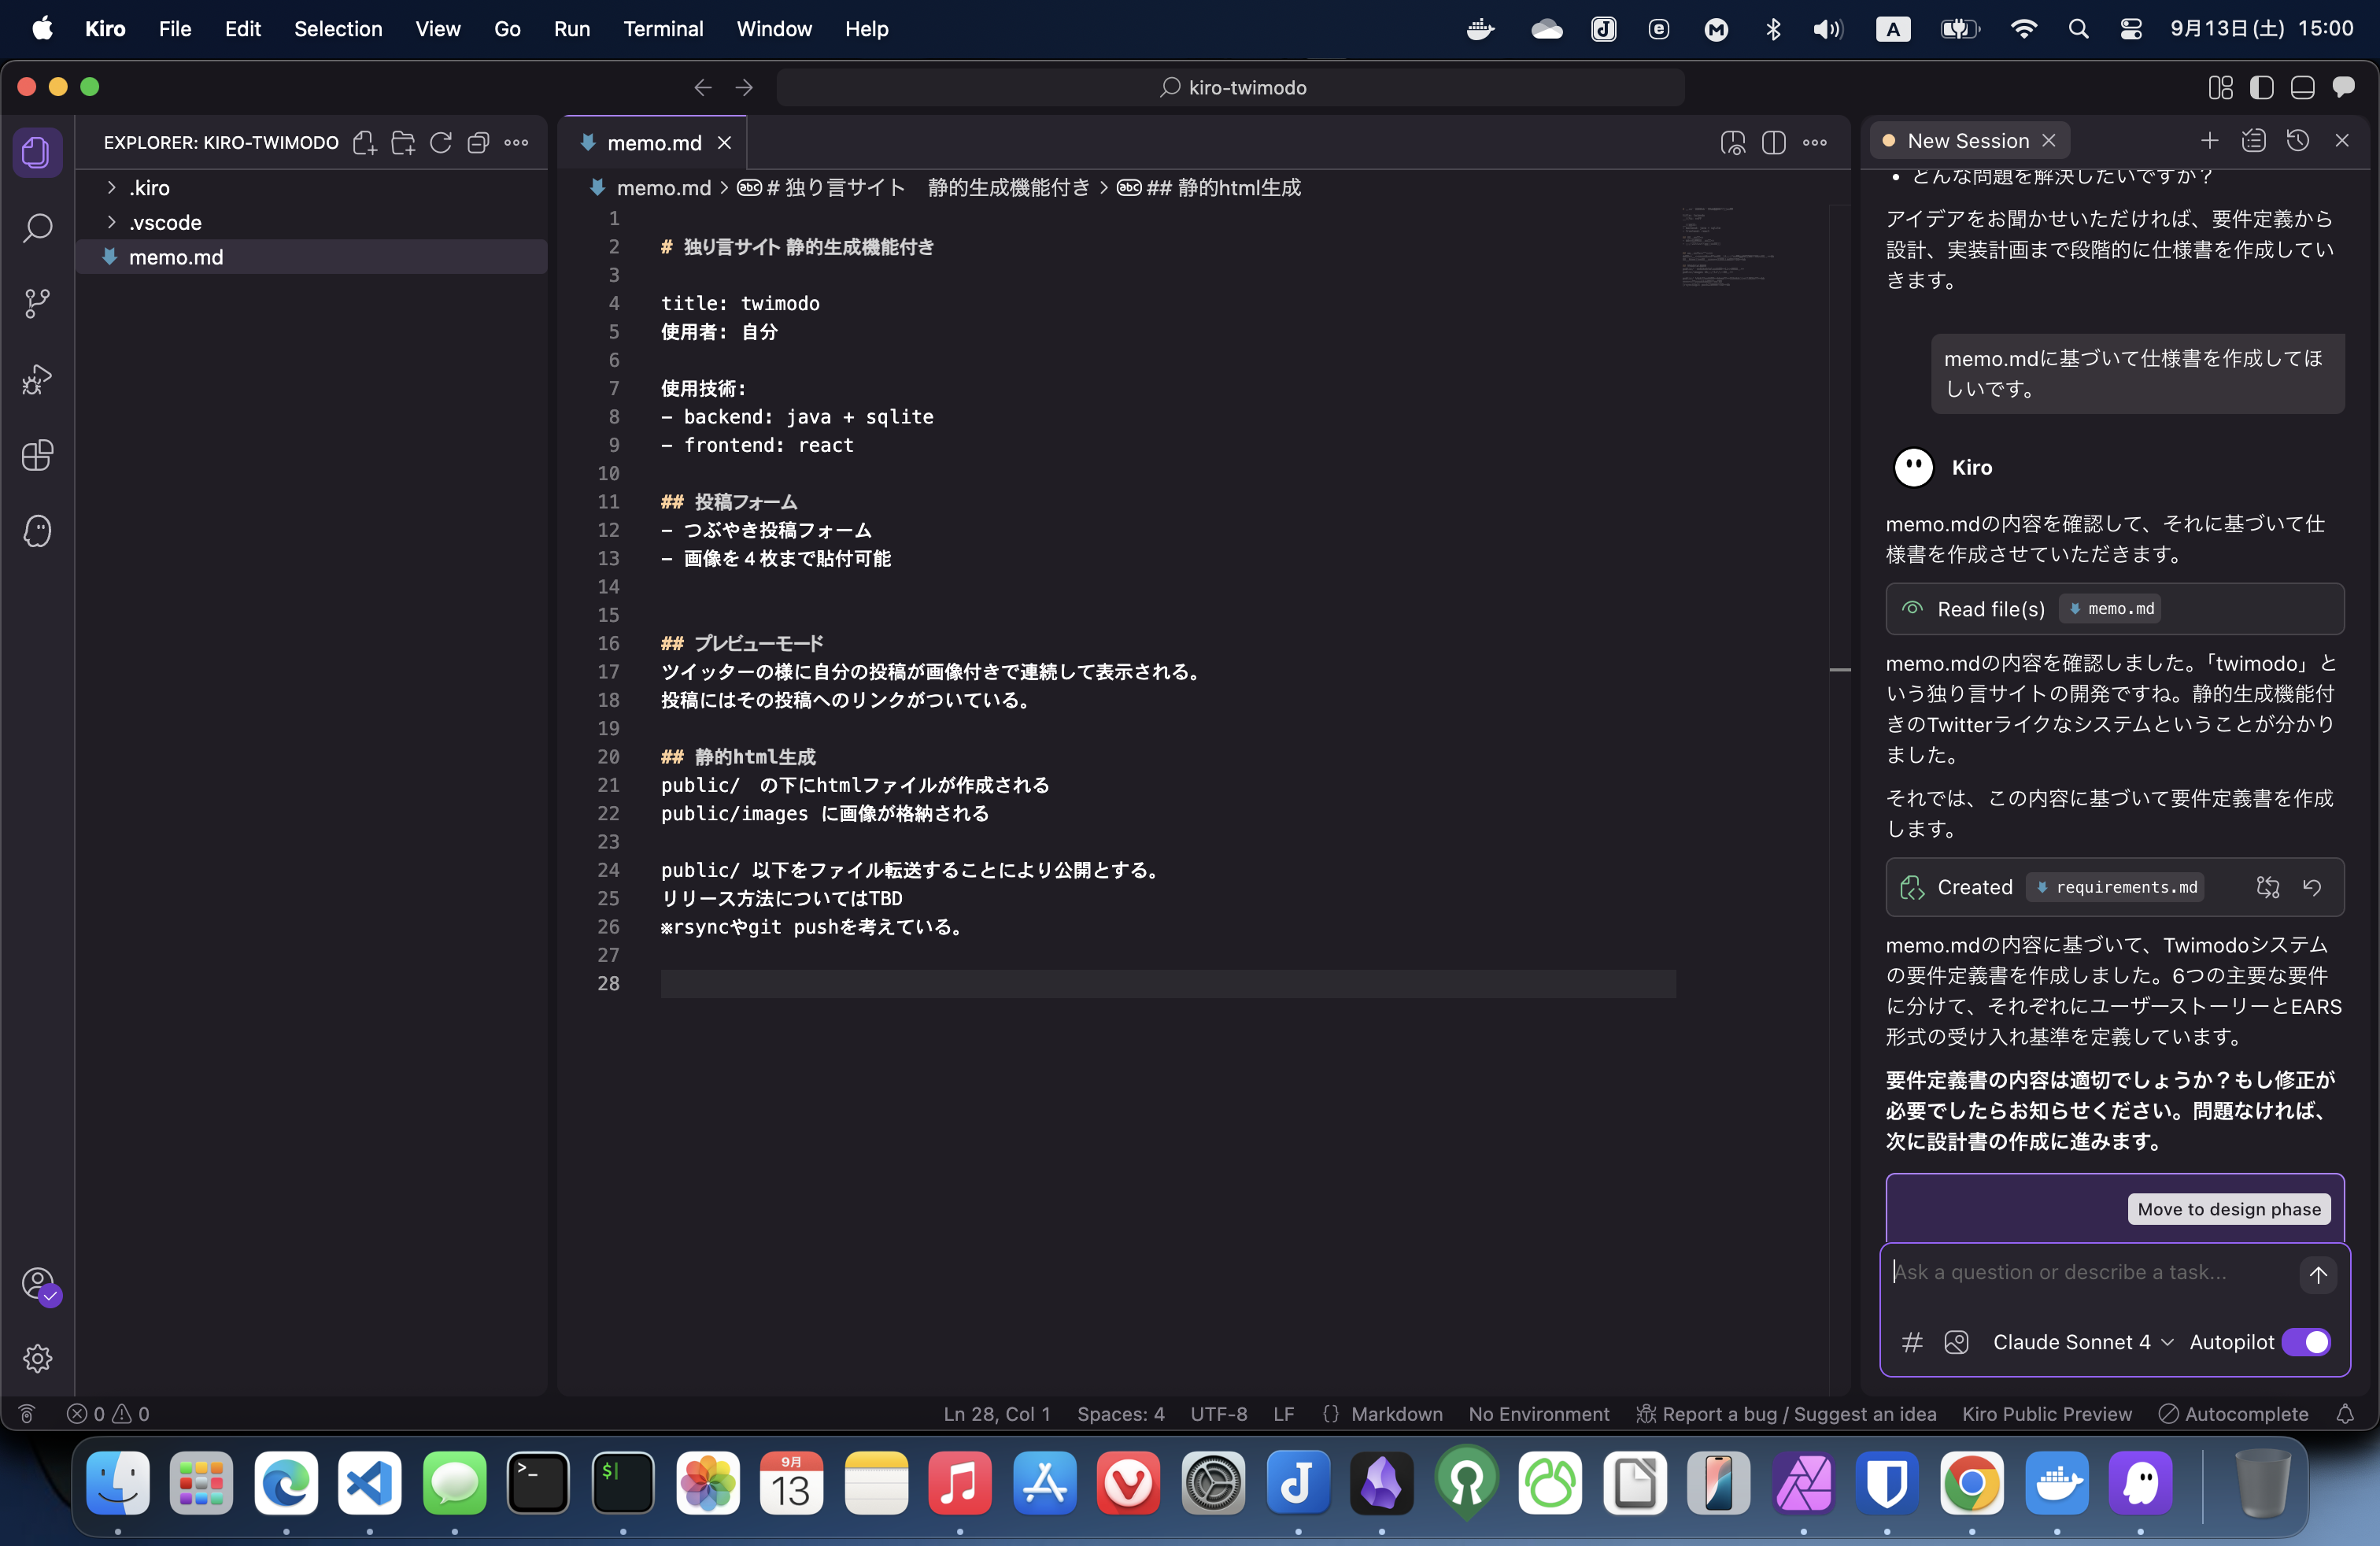 Kiro File Edit Selection View Go Run Terminal Window Help
A 9月13日(土) 15:00
kiro-twimodo
EXPLORER: KIRO-TWIMODO
.kiro
.vscode
memo.md
memo.md
memo.md > # 独り言サイト　静的生成機能付き > ## 静的html生成
1
2 # 独り言サイト 静的生成機能付き
3
4 title: twimodo
5 使用者: 自分
6
7 使用技術:
8 - backend: java + sqlite
9 - frontend: react
10
11 ## 投稿フォーム
12 - つぶやき投稿フォーム
13 - 画像を４枚まで貼付可能
14
15
16 ## プレビューモード
17 ツイッターの様に自分の投稿が画像付きで連続して表示される。
18 投稿にはその投稿へのリンクがついている。
19
20 ## 静的html生成
21 public/　の下にhtmlファイルが作成される
22 public/images に画像が格納される
23
24 public/ 以下をファイル転送することにより公開とする。
25 リリース方法についてはTBD
26 ※rsyncやgit pushを考えている。
27
28
New Session
• どんな問題を解決したいですか？
アイデアをお聞かせいただければ、要件定義から
設計、実装計画まで段階的に仕様書を作成してい
きます。
memo.mdに基づいて仕様書を作成してほ
しいです。
Kiro
memo.mdの内容を確認して、それに基づいて仕
様書を作成させていただきます。
Read file(s) memo.md
memo.mdの内容を確認しました。「twimodo」と
いう独り言サイトの開発ですね。静的生成機能付
きのTwitterライクなシステムということが分かり
ました。
それでは、この内容に基づいて要件定義書を作成
します。
Created requirements.md
memo.mdの内容に基づいて、Twimodoシステム
の要件定義書を作成しました。6つの主要な要件
に分けて、それぞれにユーザーストーリーとEARS
形式の受け入れ基準を定義しています。
要件定義書の内容は適切でしょうか？もし修正が
必要でしたらお知らせください。問題なければ、
次に設計書の作成に進みます。
Move to design phase
Ask a question or describe a task...
# Claude Sonnet 4 Autopilot
0 0 Ln 28, Col 1 Spaces: 4 UTF-8 LF {} Markdown No Environment Report a bug / Suggest an idea Kiro Public Preview Autocomplete
9月
13